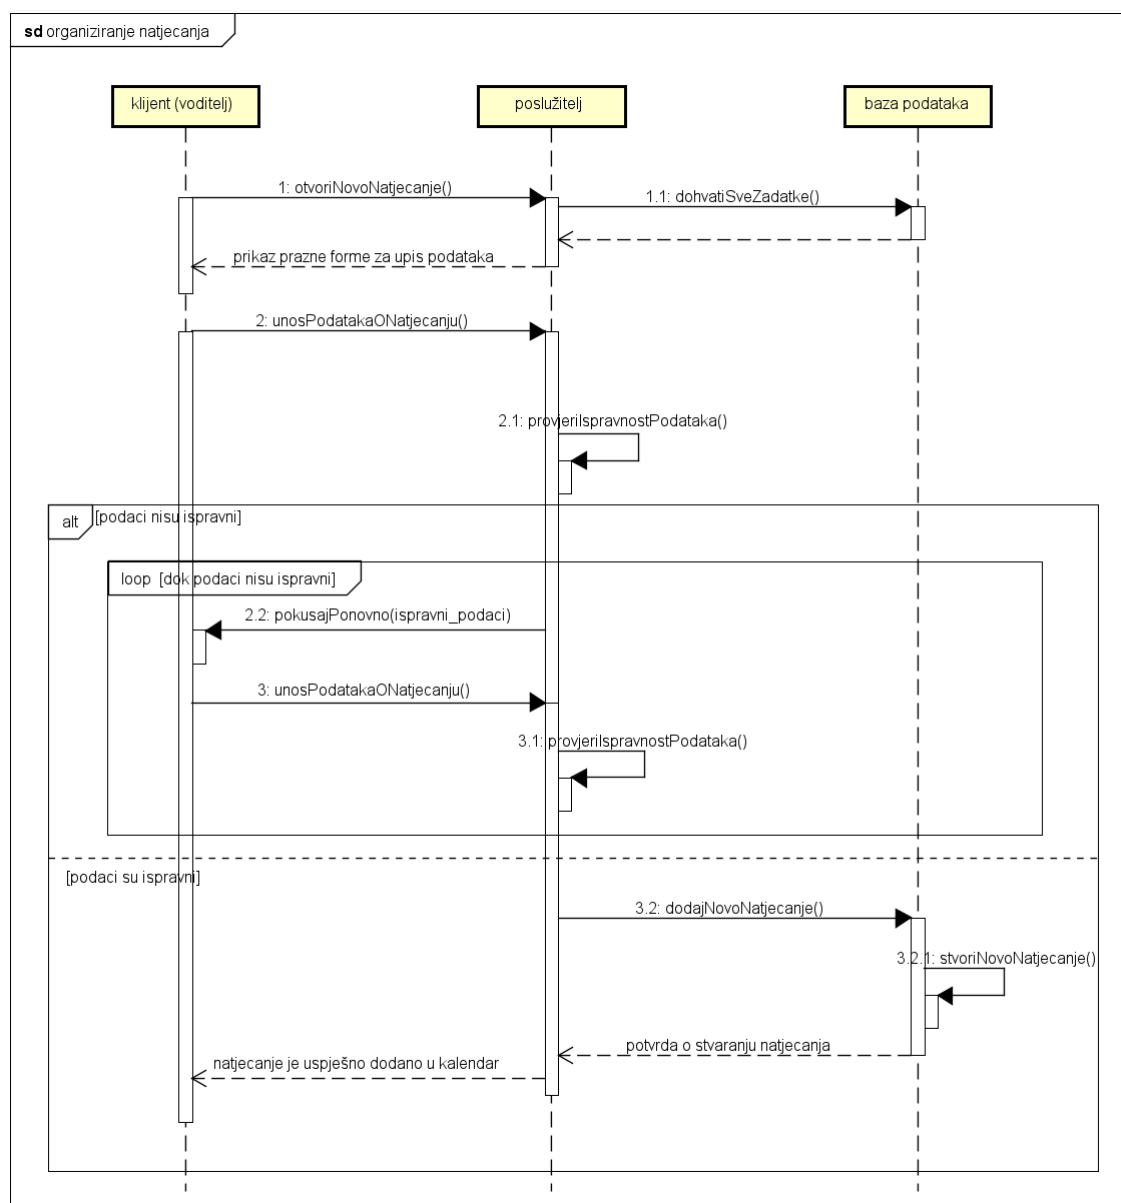 sd organiziranje natjecanja
klijent (voditelj)
poslužitelj
baza podataka
1: otvoriNovoNatjecanje()
1.1: dohvatiSveZadatke()
prikaz prazne forme za upis podataka
2: unosPodatakaONatjecanju()
2.1: provjeriIspravnostPodataka()
alt [podaci nisu ispravni]
loop [dok podaci nisu ispravni]
2.2: pokusajPonovno(ispravni_podaci)
3: unosPodatakaONatjecanju()
3.1: provjeriIspravnostPodataka()
[podaci su ispravni]
3.2: dodajNovoNatjecanje()
3.2.1: stvoriNovoNatjecanje()
potvrda o stvaranju natjecanja
natjecanje je uspješno dodano u kalendar